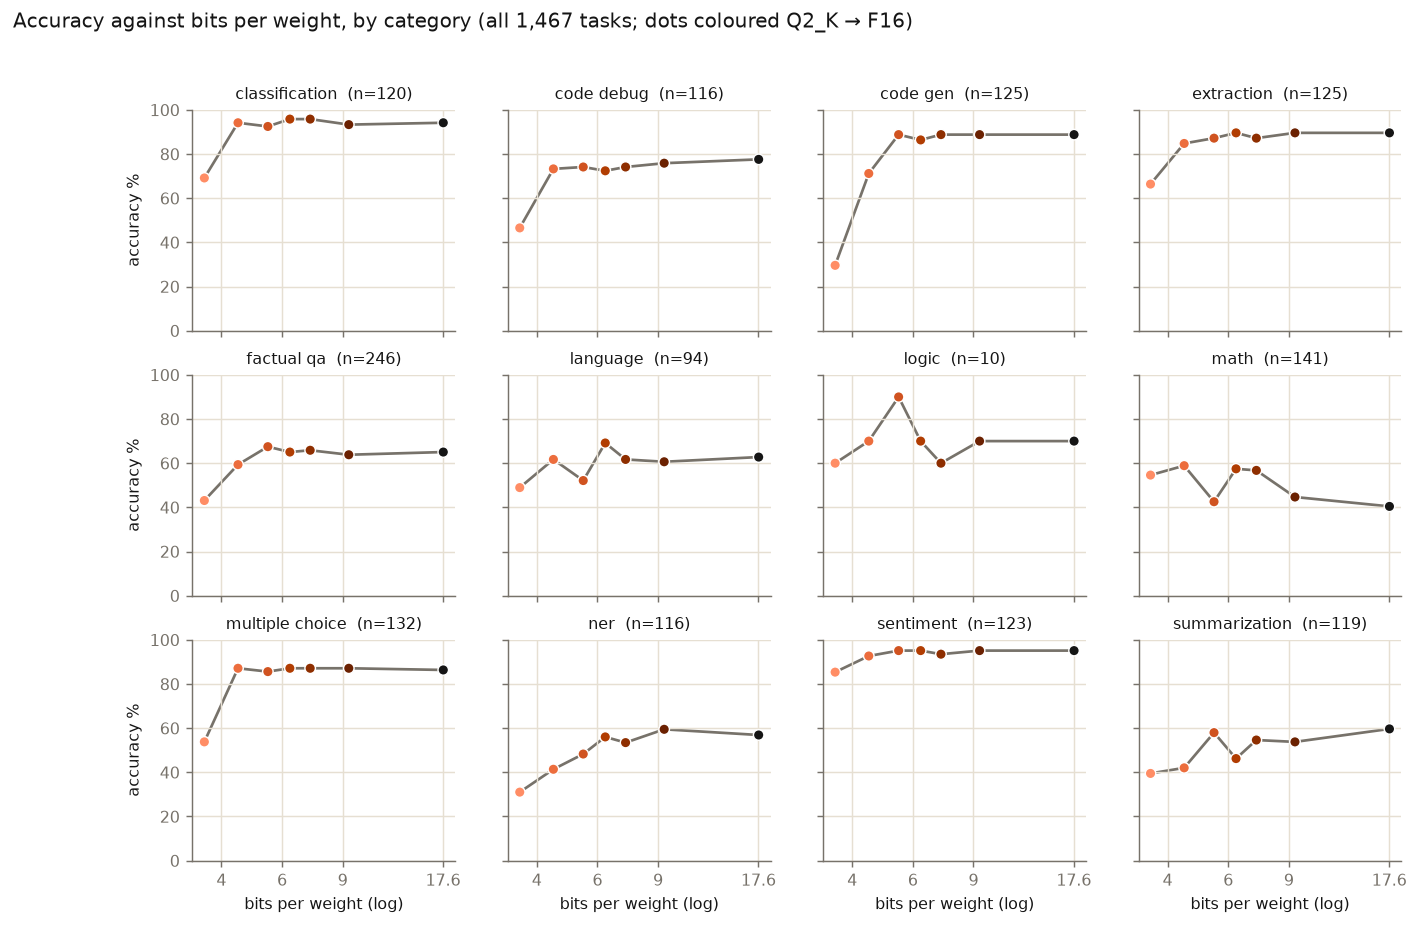 Accuracy against bits per weight, by category (all 1,467 tasks; dots coloured Q2_K → F16)
classification (n=120)
code debug (n=116)
code gen (n=125)
extraction (n=125)
100
80
60
40
20
0
accuracy %
factual qa (n=246)
language (n=94)
logic (n=10)
math (n=141)
100
80
60
40
20
0
accuracy %
multiple choice (n=132)
ner (n=116)
sentiment (n=123)
summarization (n=119)
100
80
60
40
20
0
accuracy %
4 6 9 17.6
4 6 9 17.6
4 6 9 17.6
4 6 9 17.6
bits per weight (log)
bits per weight (log)
bits per weight (log)
bits per weight (log)